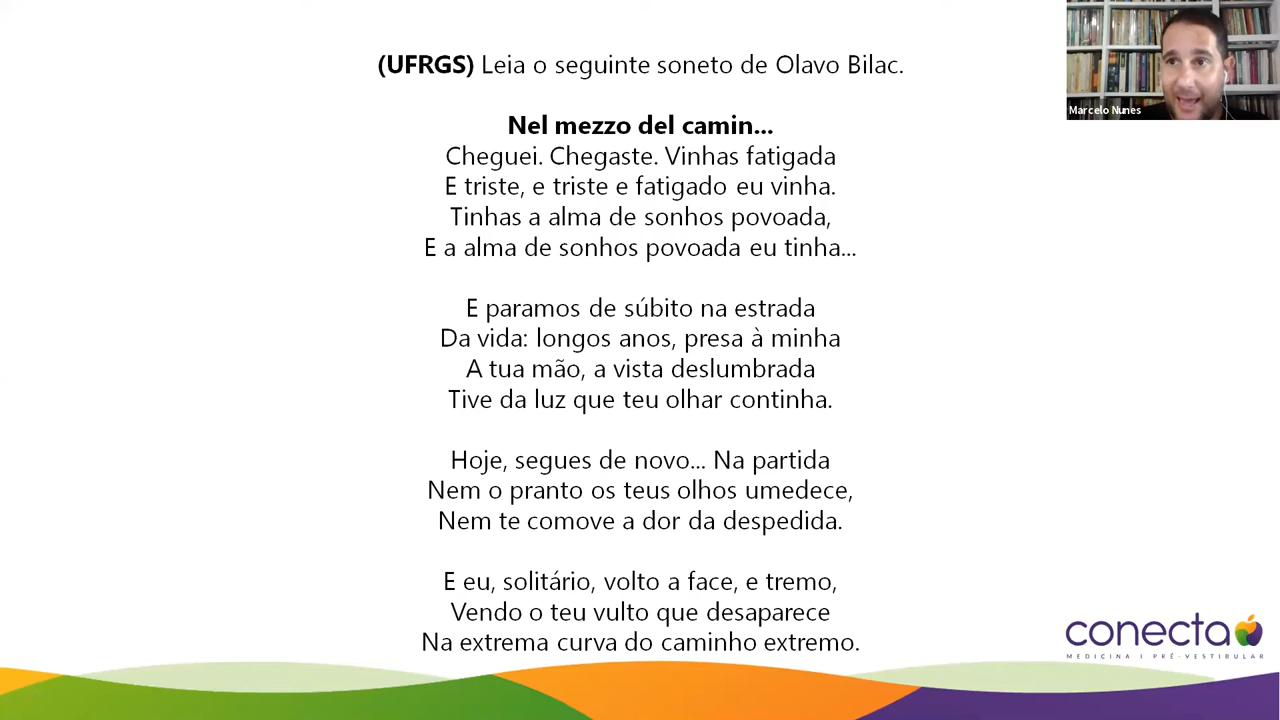 (UFRGS) Leia o seguinte soneto de Olavo Bilac.
Nel mezzo del camin...
Cheguei. Chegaste. Vinhas fatigada
E triste, e triste e fatigado eu vinha.
Tinhas a alma de sonhos povoada,
E a alma de sonhos povoada eu tinha...
E paramos de súbito na estrada
Da vida: longos anos, presa à minha
A tua mão, a vista deslumbrada
Tive da luz que teu olhar continha.
Hoje, segues de novo... Na partida
Nem o pranto os teus olhos umedece,
Nem te comove a dor da despedida.
E eu, solitário, volto a face, e tremo,
Vendo o teu vulto que desaparece
Na extrema curva do caminho extremo.
Marcelo Nunes
conecta
MEDICINA | PRÉ-VESTIBULAR